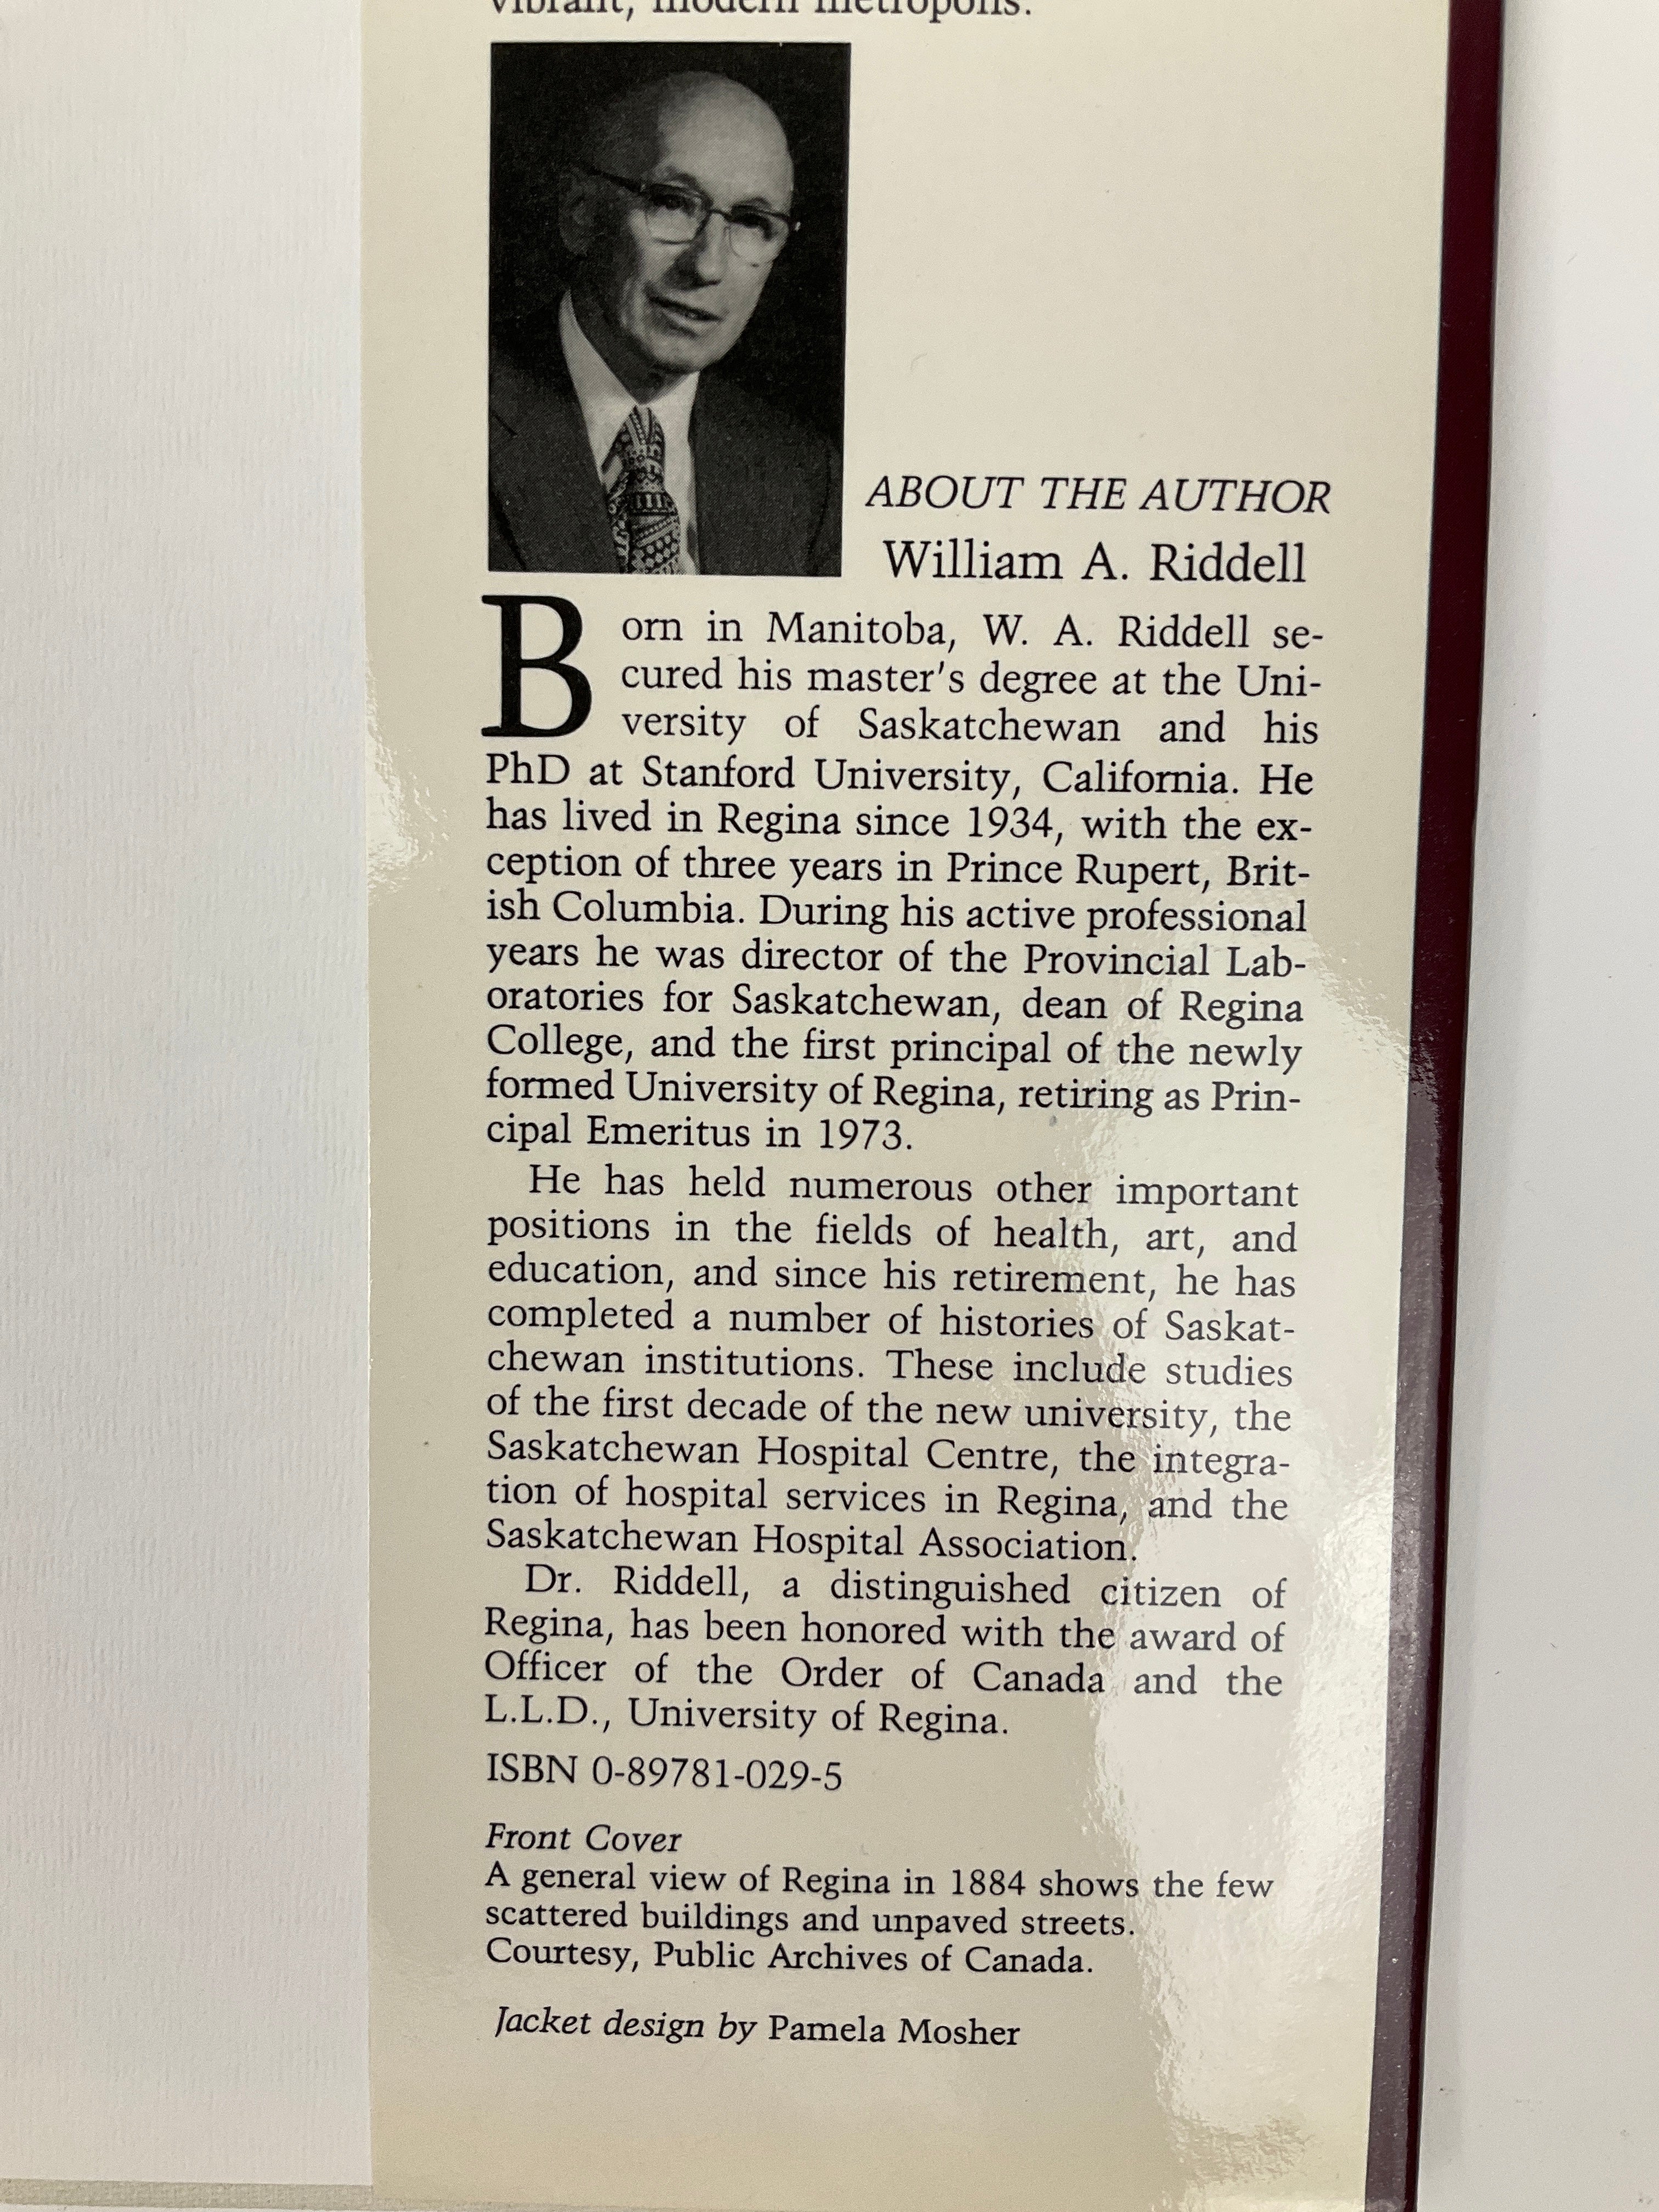 vibrant, modern metropolis.
ABOUT THE AUTHOR
William A. Riddell
Born in Manitoba, W. A. Riddell se-
cured his master's degree at the Uni-
versity of Saskatchewan and his
PhD at Stanford University, California. He
has lived in Regina since 1934, with the ex-
ception of three years in Prince Rupert, Brit-
ish Columbia. During his active professional
years he was director of the Provincial Lab-
oratories for Saskatchewan, dean of Regina
College, and the first principal of the newly
formed University of Regina, retiring as Prin-
cipal Emeritus in 1973.
He has held numerous other important
positions in the fields of health, art, and
education, and since his retirement, he has
completed a number of histories of Saskat-
chewan institutions. These include studies
of the first decade of the new university, the
Saskatchewan Hospital Centre, the integra-
tion of hospital services in Regina, and the
Saskatchewan Hospital Association.
Dr. Riddell, a distinguished citizen of
Regina, has been honored with the award of
Officer of the Order of Canada and the
L.L.D., University of Regina.
ISBN 0-89781-029-5
Front Cover
A general view of Regina in 1884 shows the few
scattered buildings and unpaved streets.
Courtesy, Public Archives of Canada.
Jacket design by Pamela Mosher